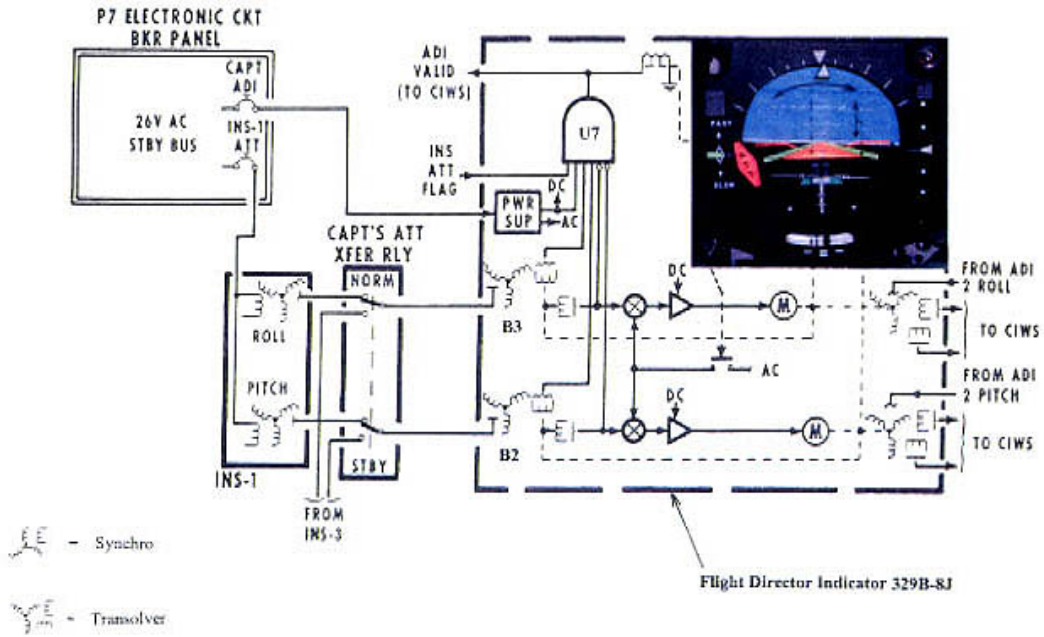 P7 ELECTRONIC CKT
BKR PANEL
CAPT
ADI
26V AC
STBY BUS
INS-1
ATT
ADI
VALID
(TO CIWS)
U7
INS
ATT
FLAG
DC
PWR
SUP
AC
FAST
SLOW
CAPT'S ATT
XFER RLY
NORM
ROLL
B3
DC
M
FROM ADI
2 ROLL
TO CIWS
AC
PITCH
FROM ADI
2 PITCH
DC
M
TO CIWS
B2
INS-1
STBY
FROM
INS-3
- Synchro
Flight Director Indicator 329B-8J
- Transolver